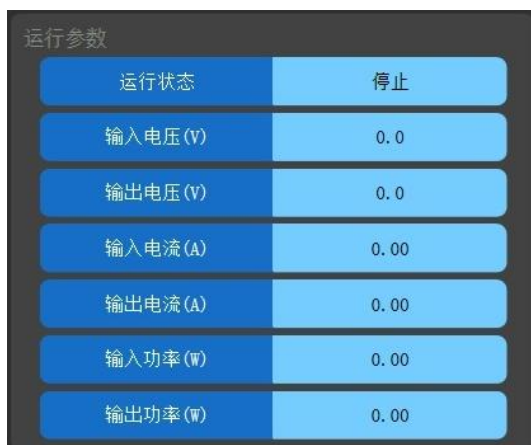 运行参数
运行状态 停止
输入电压(V) 0.0
输出电压(V) 0.0
输入电流(A) 0.00
输出电流(A) 0.00
输入功率(W) 0.00
输出功率(W) 0.00